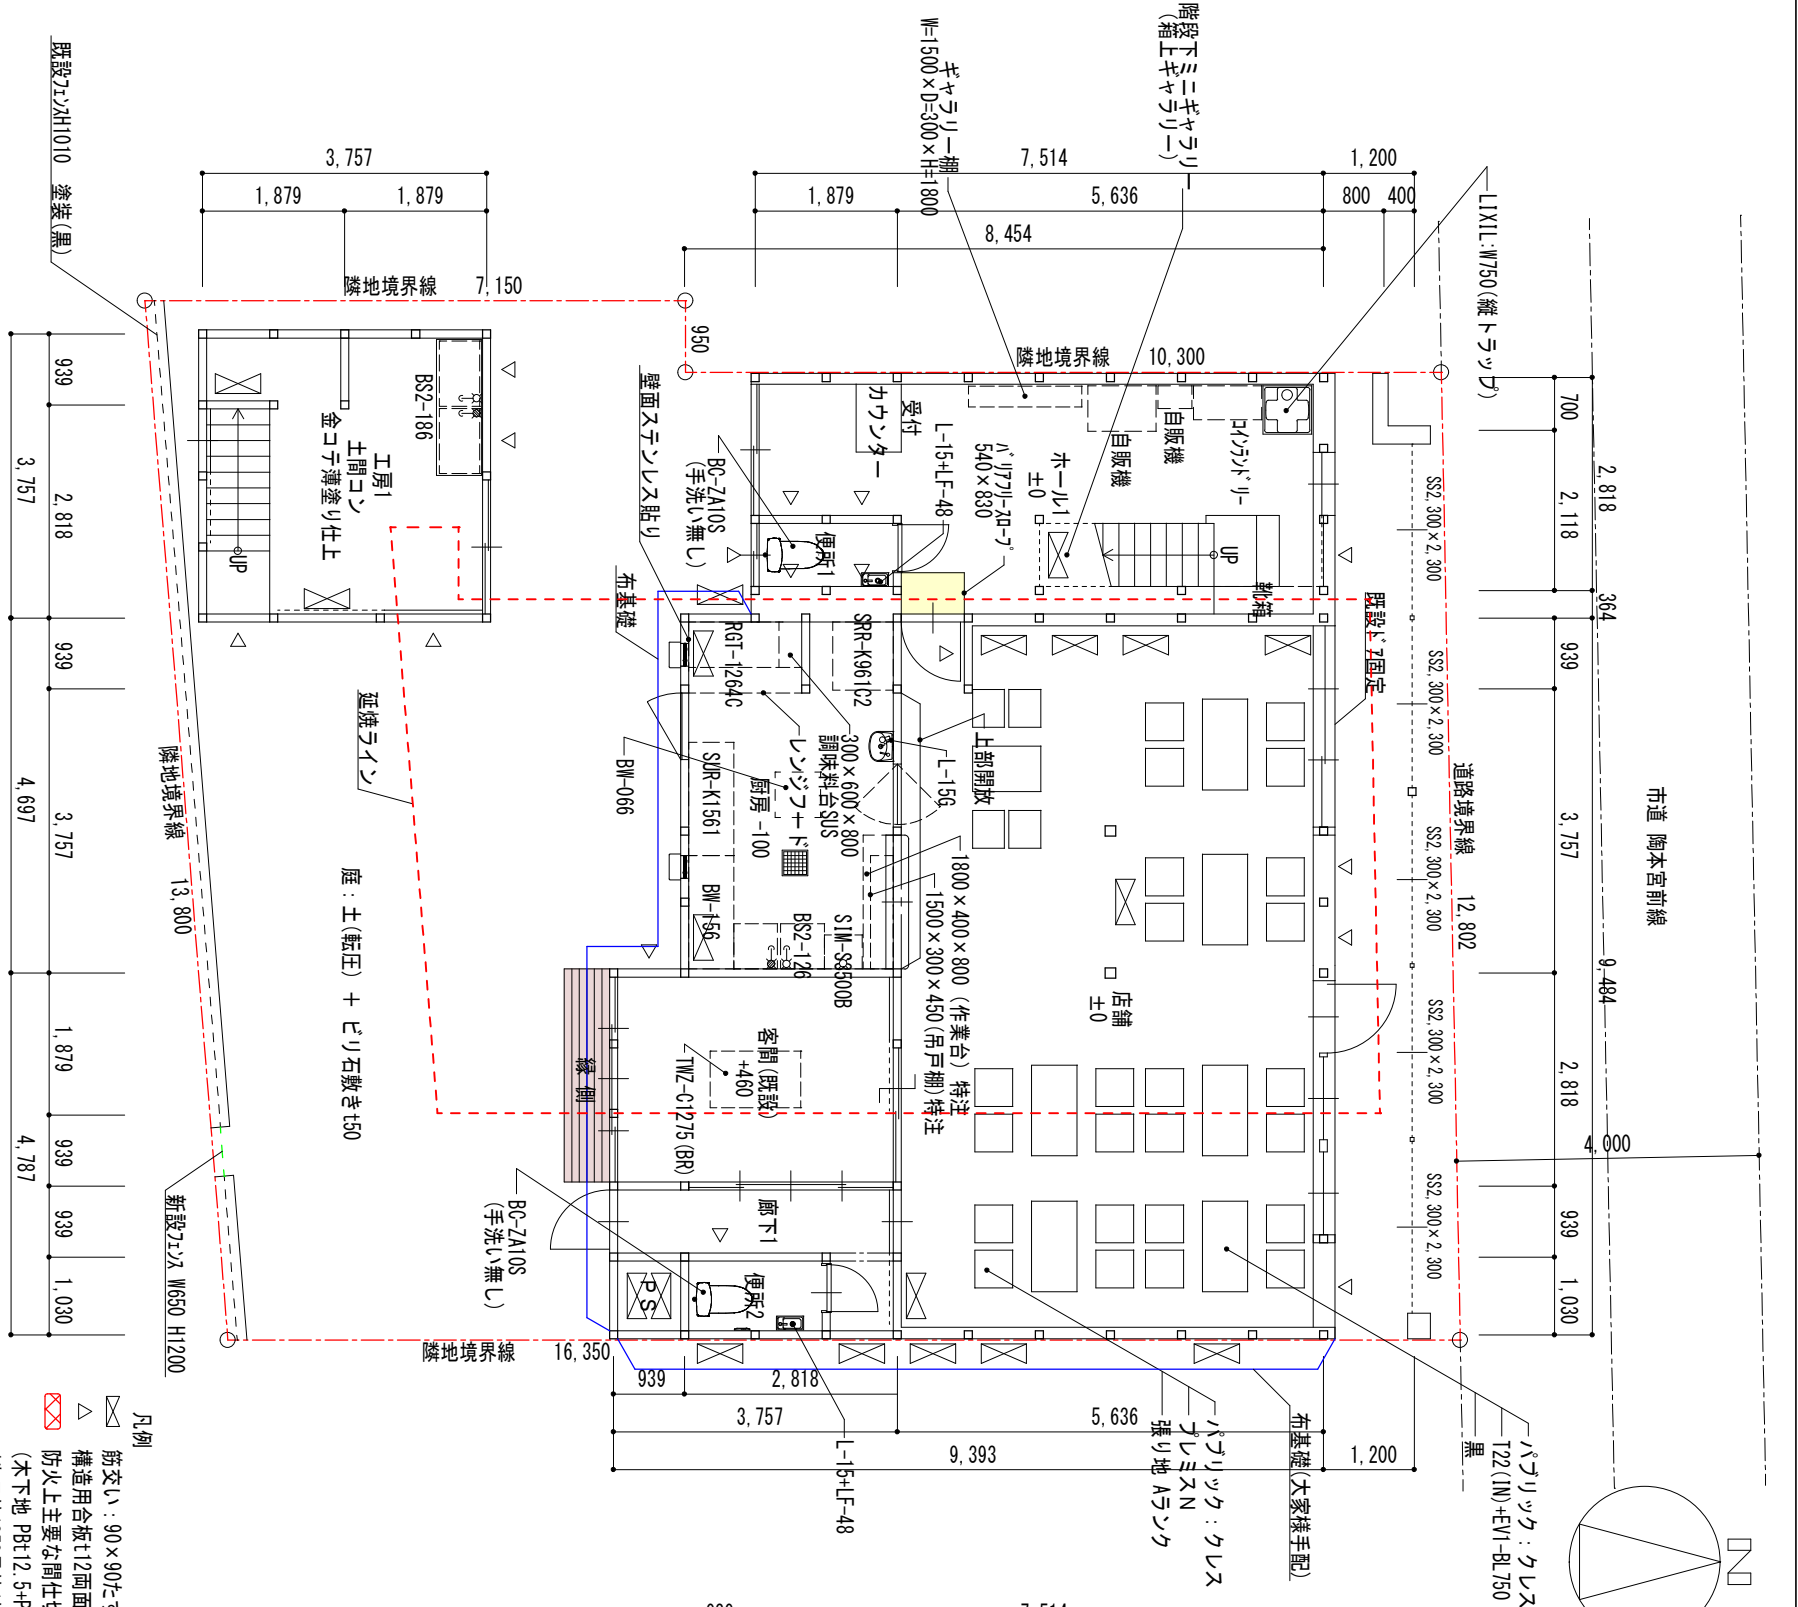 市道 陶本宮前線
N
4,000
9,484
2,818
364
700
2,118
939
3,757
2,818
939
1,030
道路境界線 12,802
SS2,300×2,300
SS2,300×2,300
SS2,300×2,300
SS2,300×2,300
SS2,300×2,300
LIXIL:W750(縦トラップ)
階段下ミニギャラリー
(箱上ギャラリー)
ギャラリー棚
W=1500×D=300×H=1800
既設フェンスH1010 塗装(黒)
1,200
800
400
7,514
5,636
1,879
8,454
3,757
1,879
1,879
隣地境界線 10,300
950
隣地境界線 7,150
コインランドリー
自販機
自販機
ホール1
±0
受付
カウンター
UP
靴箱
既設ドア固定
L-15+LF-48
バリアフリースロープ
540×830
便所1
BC-ZA10S
(手洗い無し)
壁面ステンレス貼り
布基礎
BS2-186
工房1
土間コン
金コテ薄塗り仕上
UP
延焼ライン
SRR-K961C2
RGT-1264C
上部開放
L-15G
300×600×800
調味料台SUS
レンジフード
厨房 -100
SUR-K1561
BW-066
BW-156
BS2-126
SIM-S3500B
1800×400×800 (作業台) 特注
1500×300×450(吊戸棚)特注
店舗
±0
客間(既設)
+460
TWZ-C1275(BR)
縁側
廊下1
便所2
PS
BC-ZA10S
(手洗い無し)
L-15+LF-48
庭:土(転圧) + ビリ石敷きt50
隣地境界線 13,800
新設フェンス W650 H1200
隣地境界線 16,350
939
2,818
3,757
5,636
9,393
1,200
939
2,818
939
3,757
1,879
939
939
1,030
3,757
4,697
4,787
パブリック:クレス
T22(IN)+EV1-BL750
黒
布基礎(大家様手配)
パブリック:クレス
プレミスN
張り地 Aランク
凡例
筋交い:90×90たす
構造用合板t12両面
防火上主要な間仕
(木下地 PBt12.5+P
7,514